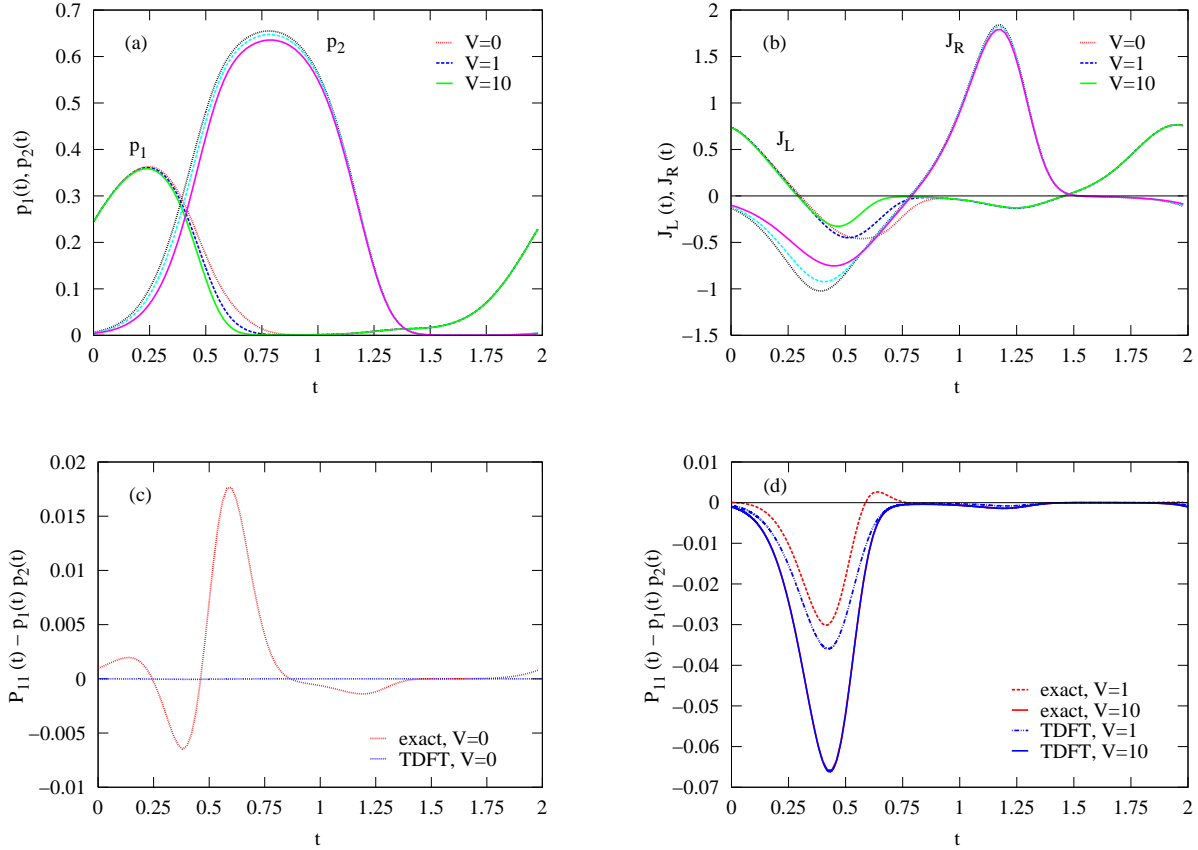 (a)
p1
p2
V=0
V=1
V=10
p1(t), p2(t)
0.7
0.6
0.5
0.4
0.3
0.2
0.1
0
0 0.25 0.5 0.75 1 1.25 1.5 1.75 2
t
(b)
JL
JR
V=0
V=1
V=10
JL (t), JR (t)
2
1.5
1
0.5
0
−0.5
−1
−1.5
0 0.25 0.5 0.75 1 1.25 1.5 1.75 2
t
(c)
P11 (t) − p1(t) p2(t)
0.02
0.015
0.01
0.005
0
−0.005
−0.01
exact, V=0
TDFT, V=0
0 0.25 0.5 0.75 1 1.25 1.5 1.75 2
t
(d)
P11 (t) − p1(t) p2(t)
0.01
0
−0.01
−0.02
−0.03
−0.04
−0.05
−0.06
−0.07
exact, V=1
exact, V=10
TDFT, V=1
TDFT, V=10
0 0.25 0.5 0.75 1 1.25 1.5 1.75 2
t